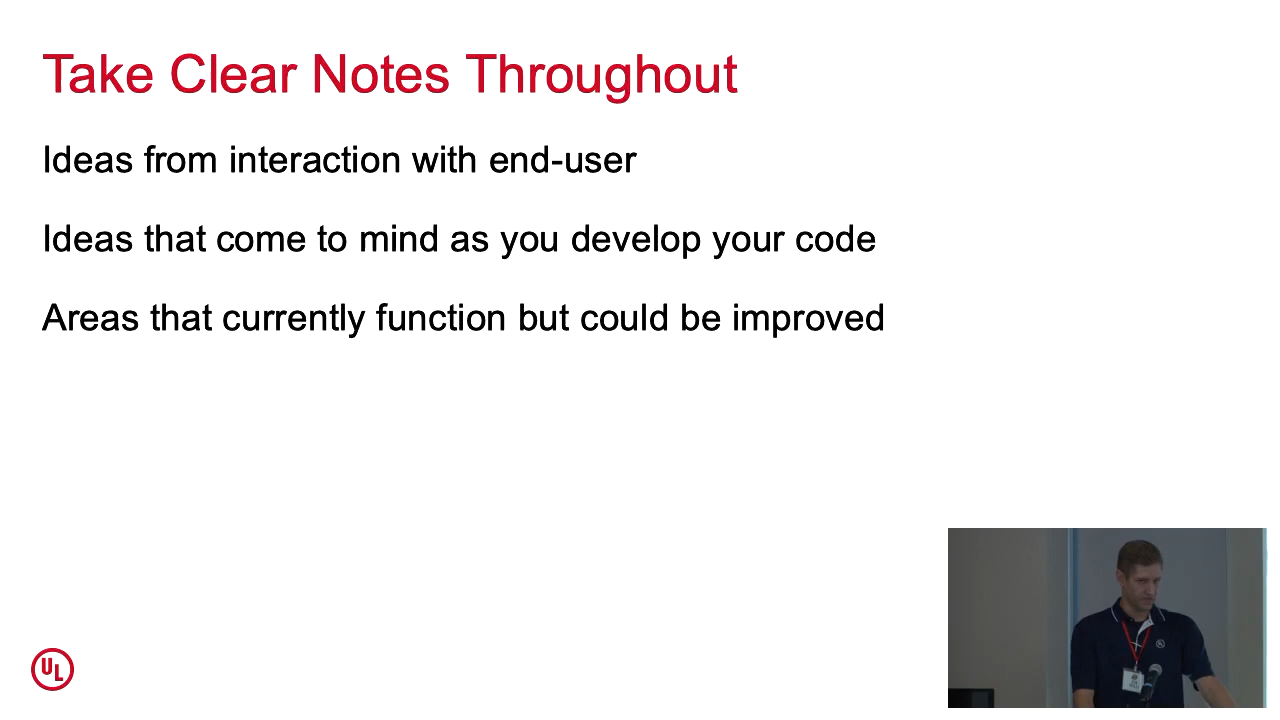 Take Clear Notes Throughout
Ideas from interaction with end-user
Ideas that come to mind as you develop your code
Areas that currently function but could be improved
UL